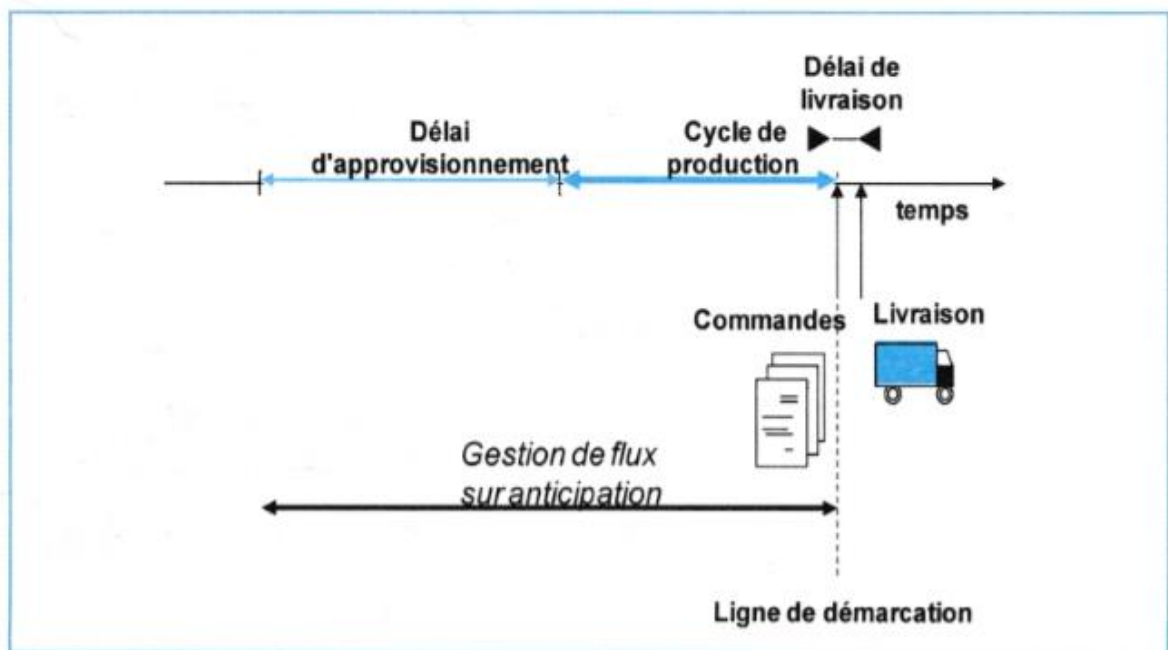 Délai de
livraison
Délai
d'approvisionnement
Cycle de
production
temps
Commandes
Livraison
Gestion de flux
sur anticipation
Ligne de démarcation